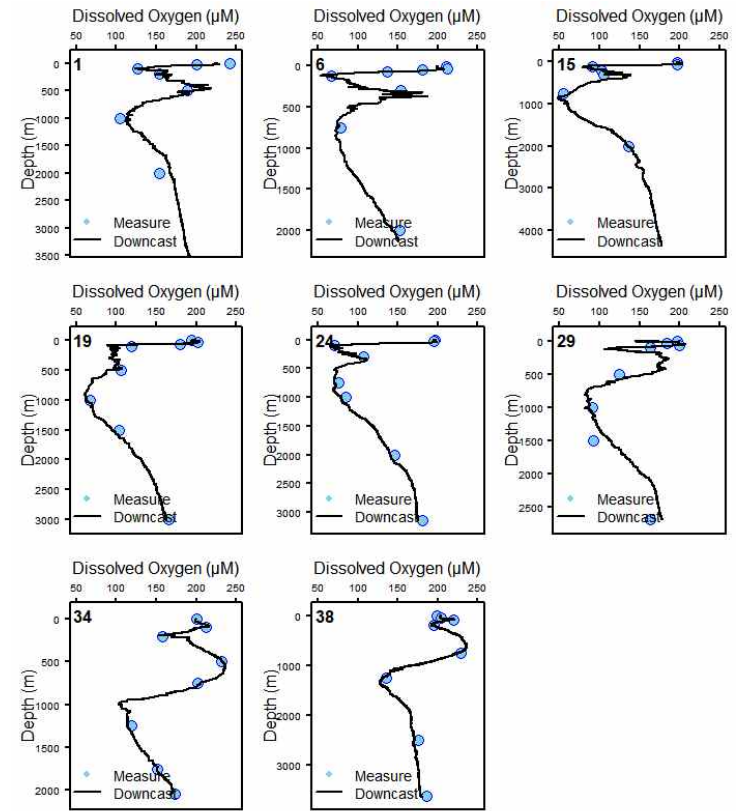 Dissolved Oxygen (µM) Dissolved Oxygen (µM) Dissolved Oxygen (µM)
50 100 150 200 250 50 100 150 200 250 50 100 150 200 250
1 6 15
0 0 0
500 500 1000
1000 1000 2000
1500 1500 3000
2000 2000 4000
2500
3000
3500
Depth (m) Depth (m) Depth (m)
Measure Measure Measure
Downcast Downcast Downcast
Dissolved Oxygen (µM) Dissolved Oxygen (µM) Dissolved Oxygen (µM)
50 100 150 200 250 50 100 150 200 250 50 100 150 200 250
19 24 29
0 0 0
500 500 500
1000 1000 1000
1500 1500 1500
2000 2000 2000
2500 2500 2500
3000 3000
Depth (m) Depth (m) Depth (m)
Measure Measure Measure
Downcast Downcast Downcast
Dissolved Oxygen (µM) Dissolved Oxygen (µM)
50 100 150 200 250 50 100 150 200 250
34 38
0 0
500 1000
1000 2000
1500 3000
2000
Depth (m) Depth (m)
Measure Measure
Downcast Downcast